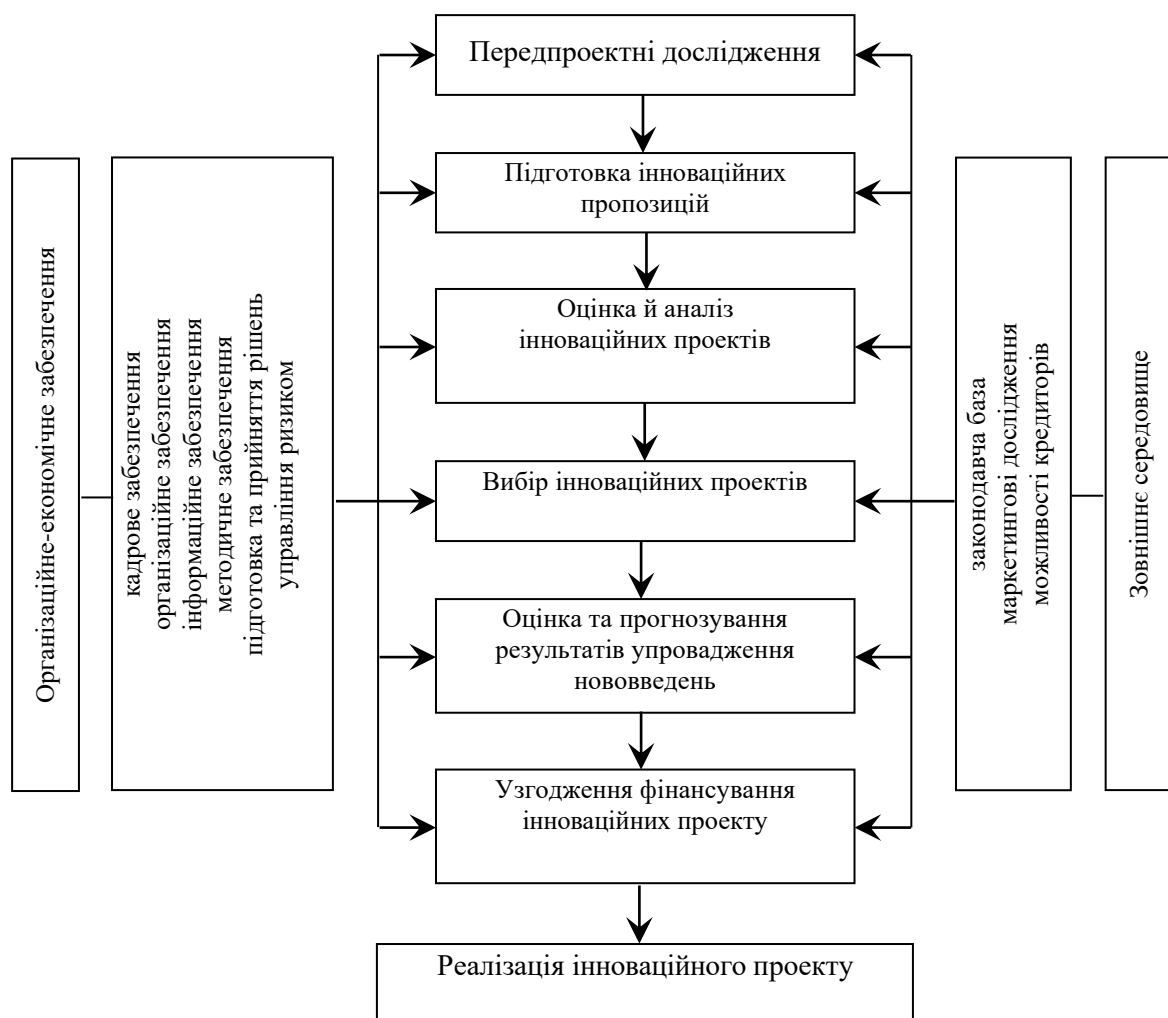 Передпроектні дослідження
Підготовка інноваційних
пропозицій
Оцінка й аналіз
інноваційних проектів
Вибір інноваційних проектів
Оцінка та прогнозування
результатів упровадження
нововведень
Узгодження фінансування
інноваційних проекту
Реалізація інноваційного проекту
Організаційне-економічне забезпечення
кадрове забезпечення
організаційне забезпечення
інформаційне забезпечення
методичне забезпечення
підготовка та прийняття рішень
управління ризиком
законодавча база
маркетингові дослідження
можливості кредиторів
Зовнішнє середовище